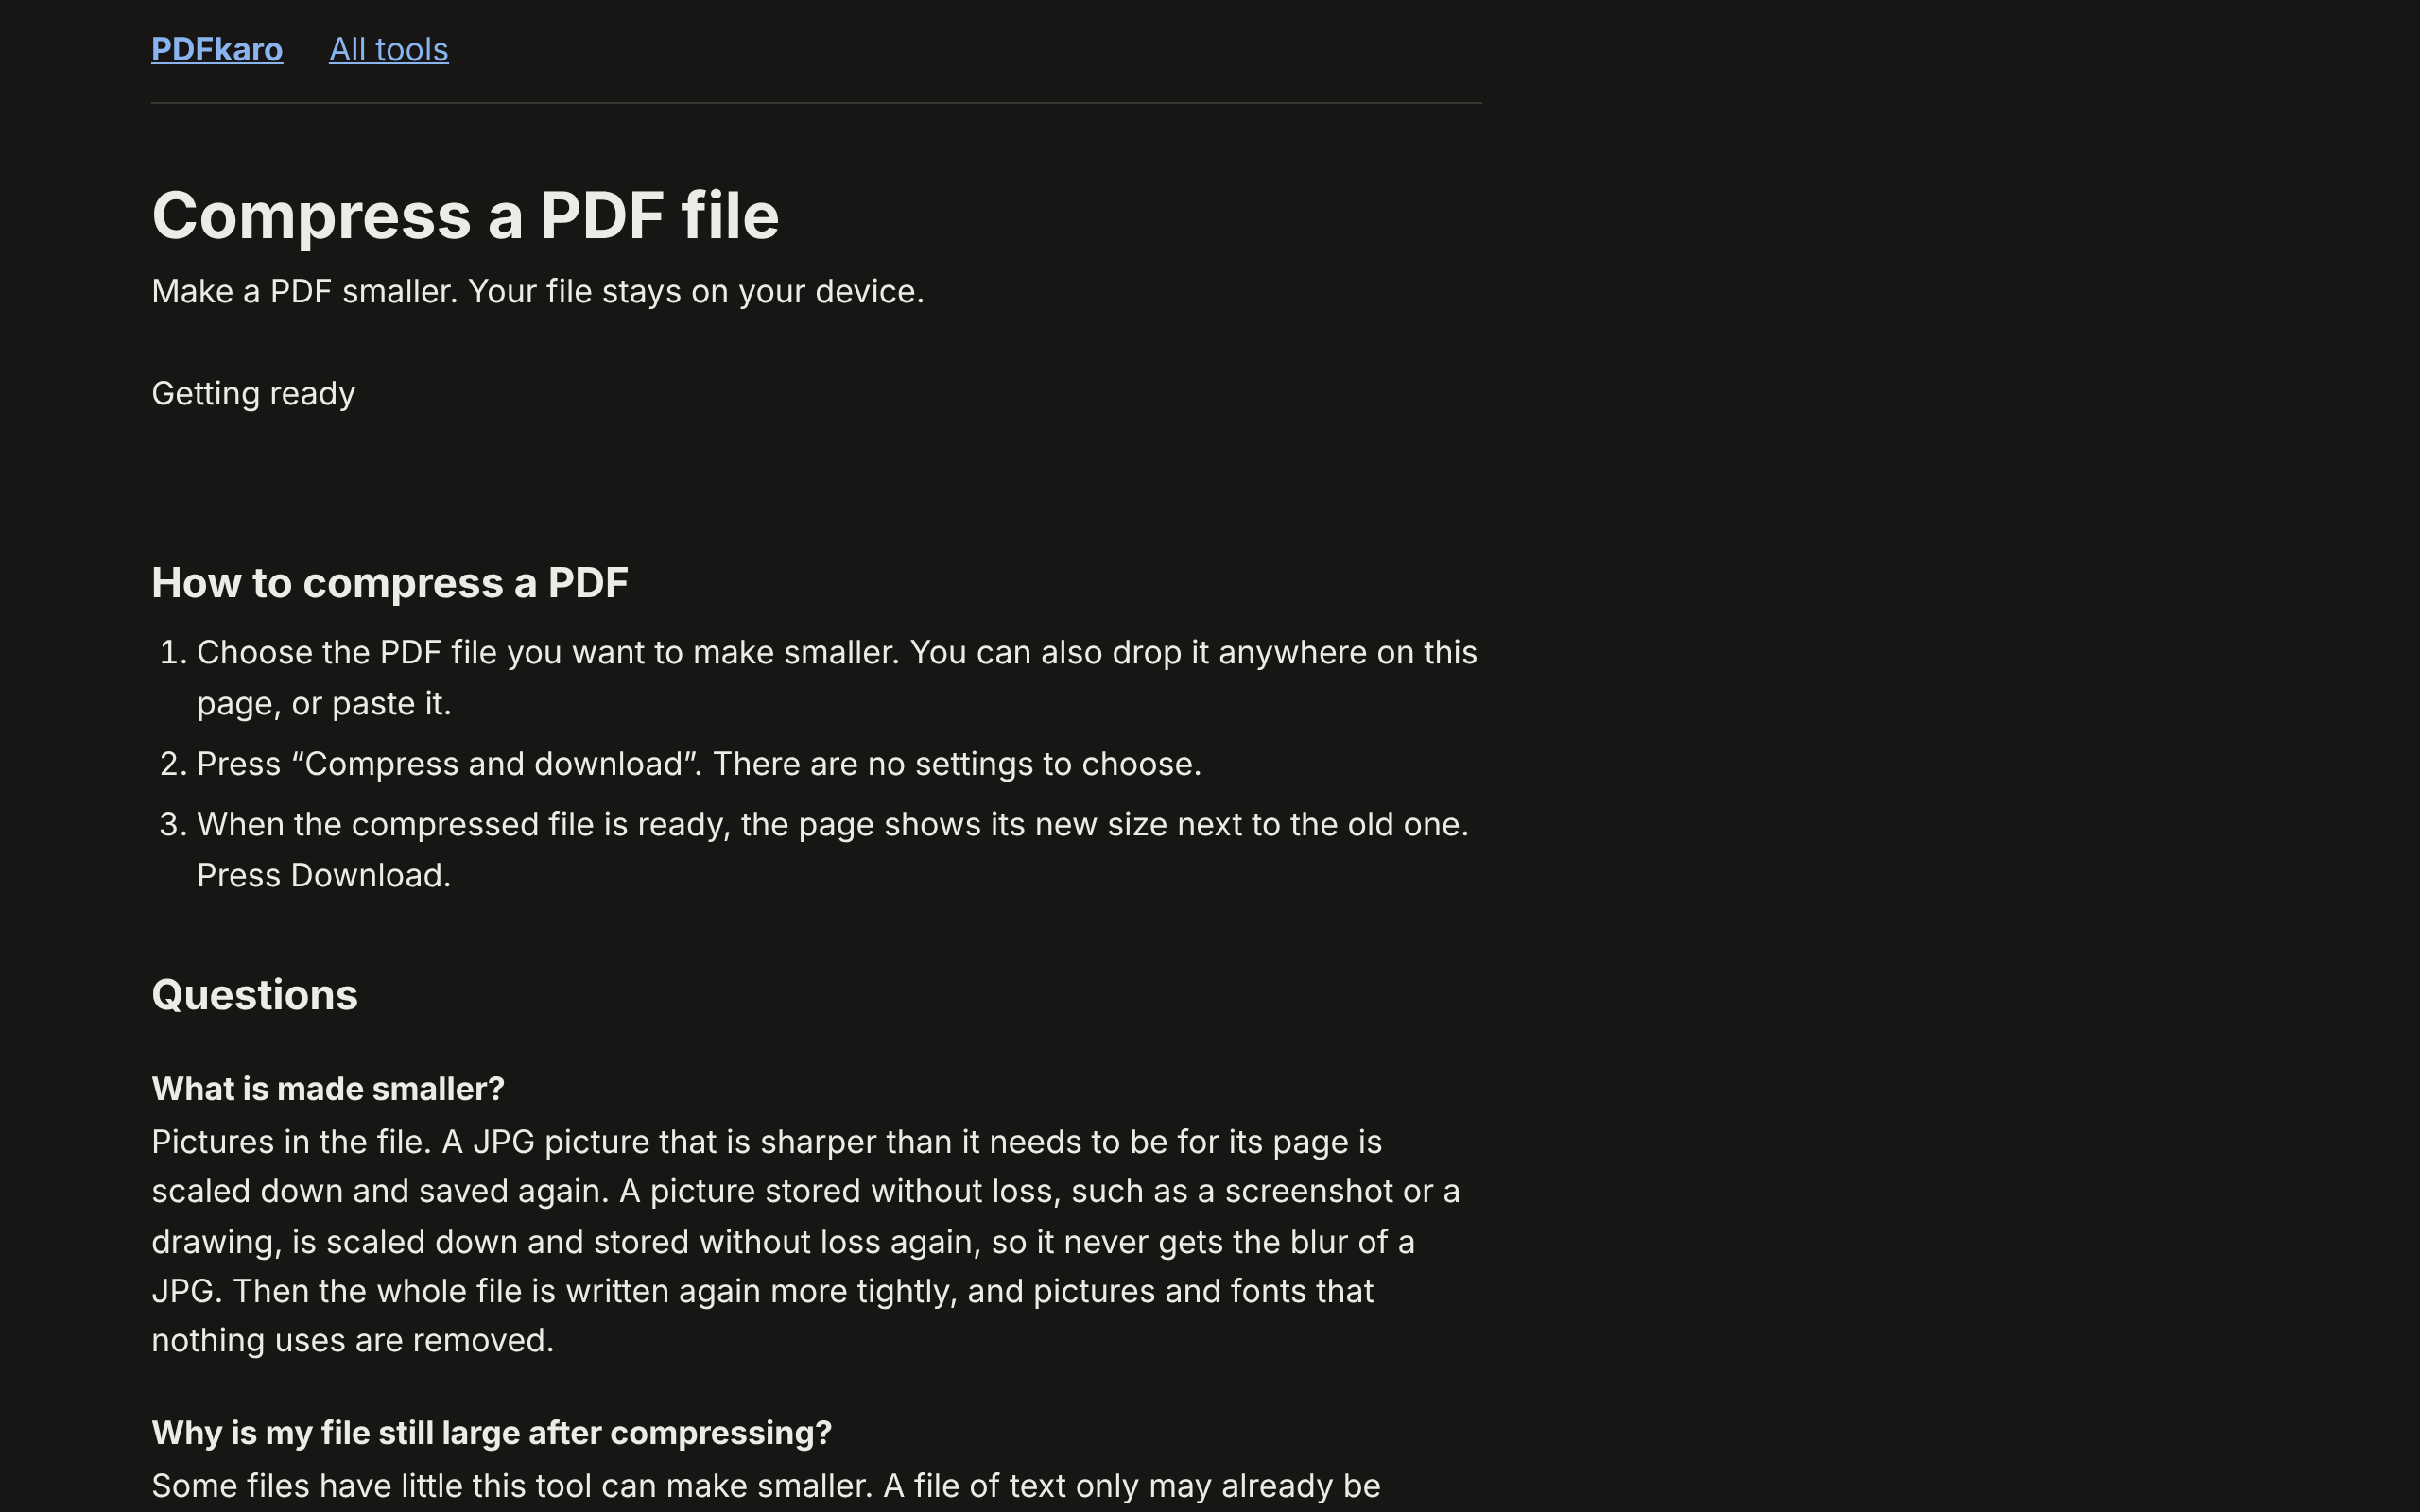 PDFkaro All tools
Compress a PDF file
Make a PDF smaller. Your file stays on your device.
Getting ready
How to compress a PDF
1. Choose the PDF file you want to make smaller. You can also drop it anywhere on this
page, or paste it.
2. Press “Compress and download”. There are no settings to choose.
3. When the compressed file is ready, the page shows its new size next to the old one.
Press Download.
Questions
What is made smaller?
Pictures in the file. A JPG picture that is sharper than it needs to be for its page is
scaled down and saved again. A picture stored without loss, such as a screenshot or a
drawing, is scaled down and stored without loss again, so it never gets the blur of a
JPG. Then the whole file is written again more tightly, and pictures and fonts that
nothing uses are removed.
Why is my file still large after compressing?
Some files have little this tool can make smaller. A file of text only may already be